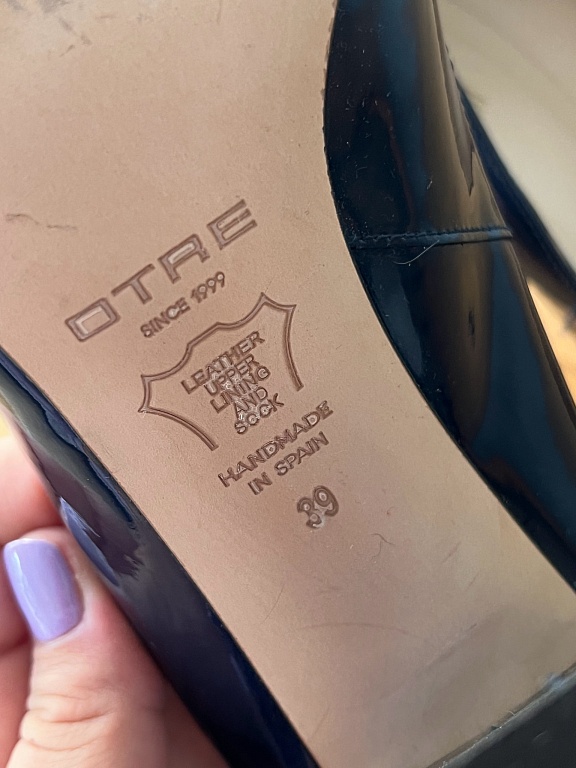 OTRE
SINCE 1999
LEATHER
UPPER
LINING
AND
SOCK
HANDMADE
IN SPAIN
39